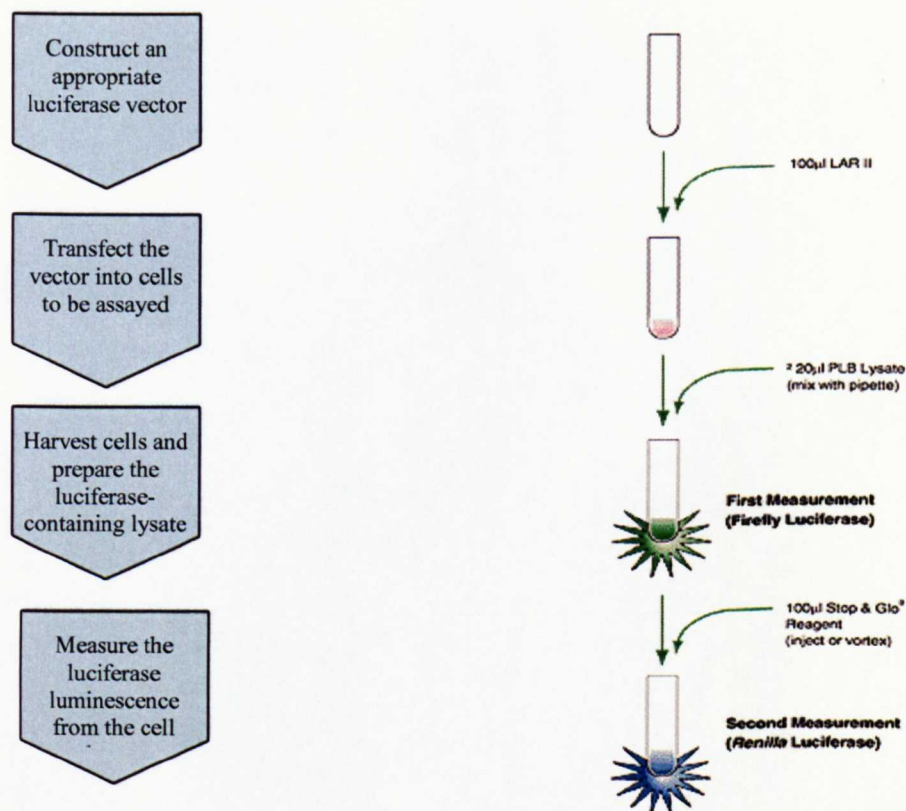 Construct an
appropriate
luciferase vector
Transfect the
vector into cells
to be assayed
Harvest cells and
prepare the
luciferase-
containing lysate
Measure the
luciferase
luminescence
from the cell
100µl LAR II
² 20µl PLB Lysate
(mix with pipette)
First Measurement
(Firefly Luciferase)
100µl Stop & Glo®
Reagent
(inject or vortex)
Second Measurement
(Renilla Luciferase)